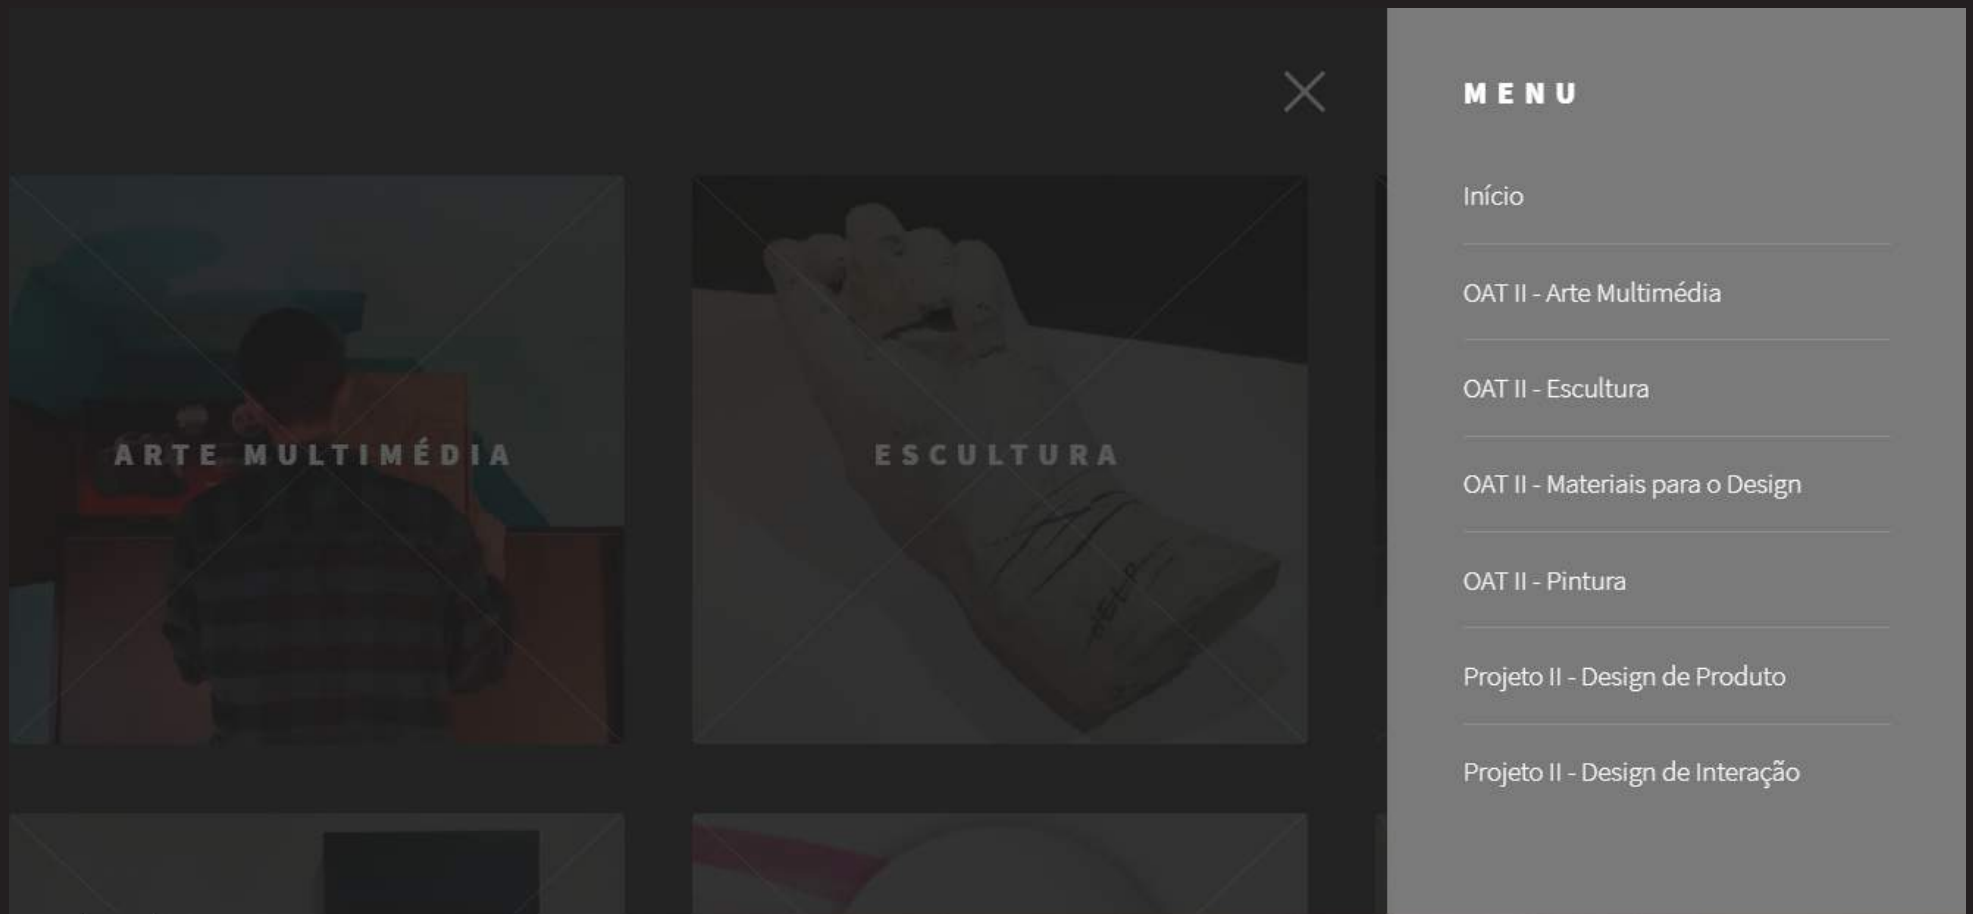 MENU
Início
OAT II - Arte Multimédia
OAT II - Escultura
OAT II - Materiais para o Design
OAT II - Pintura
Projeto II - Design de Produto
Projeto II - Design de Interação
ARTE MULTIMÉDIA
ESCULTURA
HELP